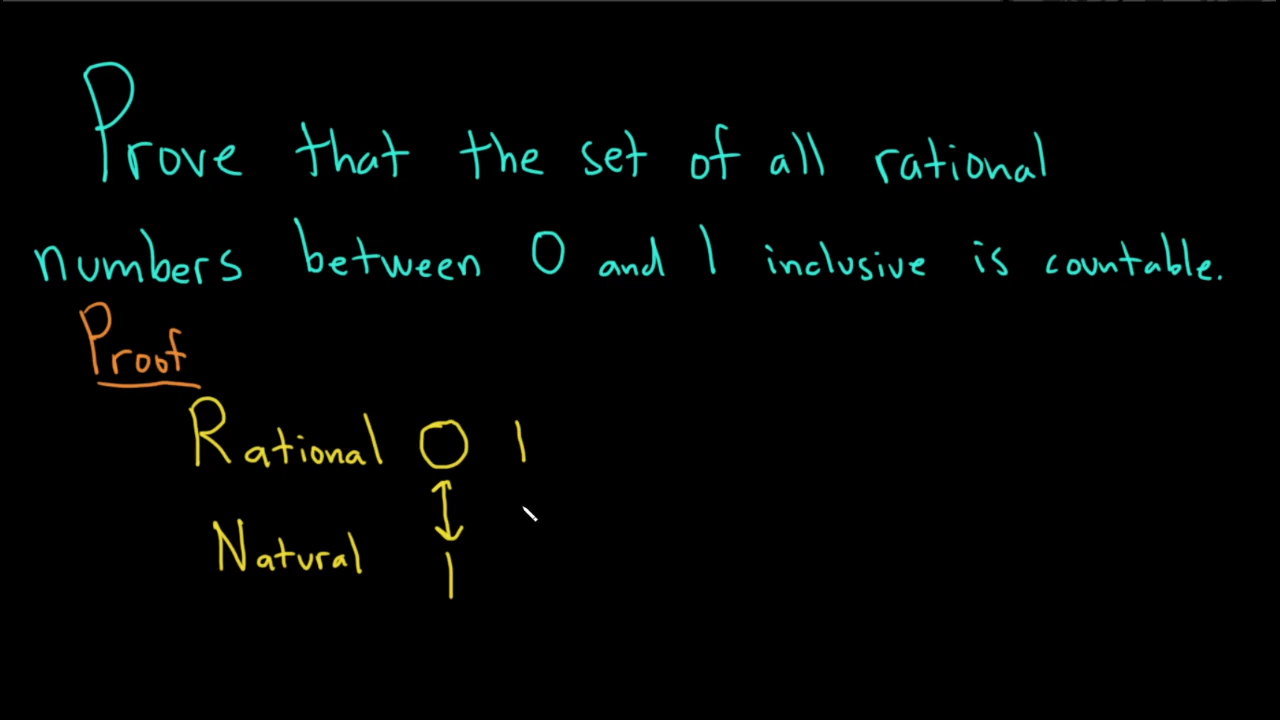 Prove that the set of all rational
numbers between 0 and 1 inclusive is countable.
Proof
Rational 0 1
Natural 1